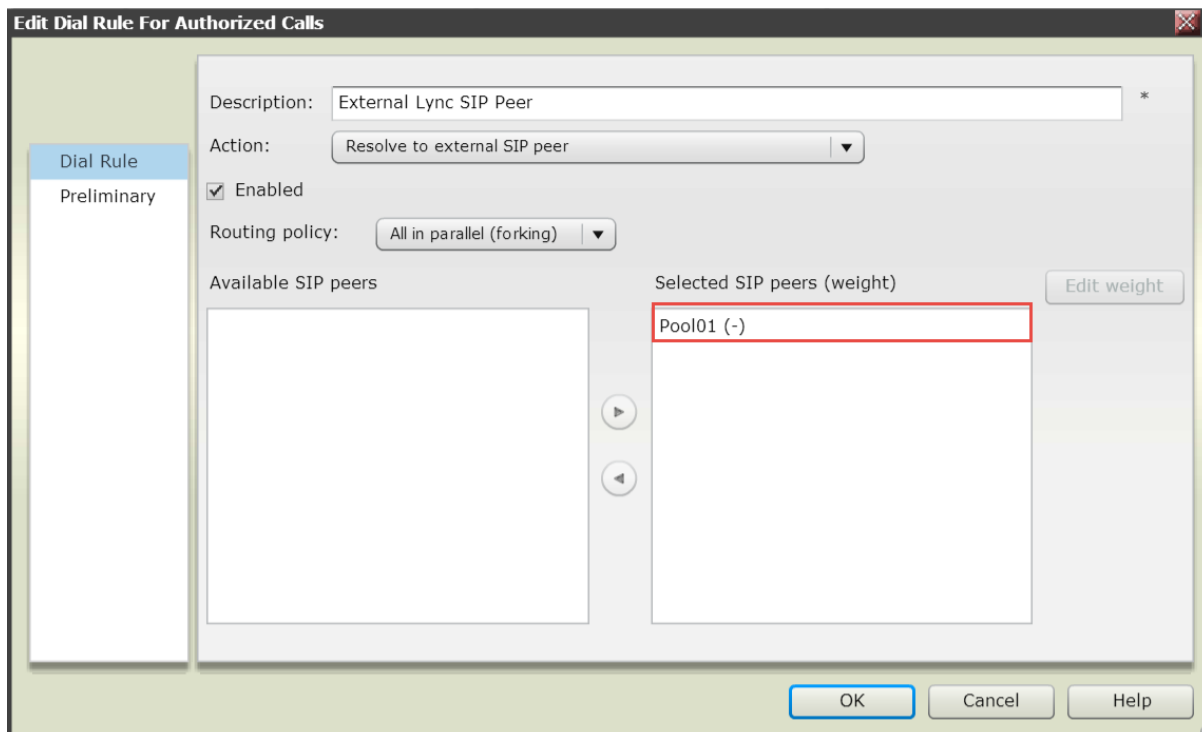 Edit Dial Rule For Authorized Calls
Dial Rule
Preliminary
Description: External Lync SIP Peer *
Action: Resolve to external SIP peer
Enabled
Routing policy: All in parallel (forking)
Available SIP peers
Selected SIP peers (weight)
Edit weight
Pool01 (-)
OK Cancel Help